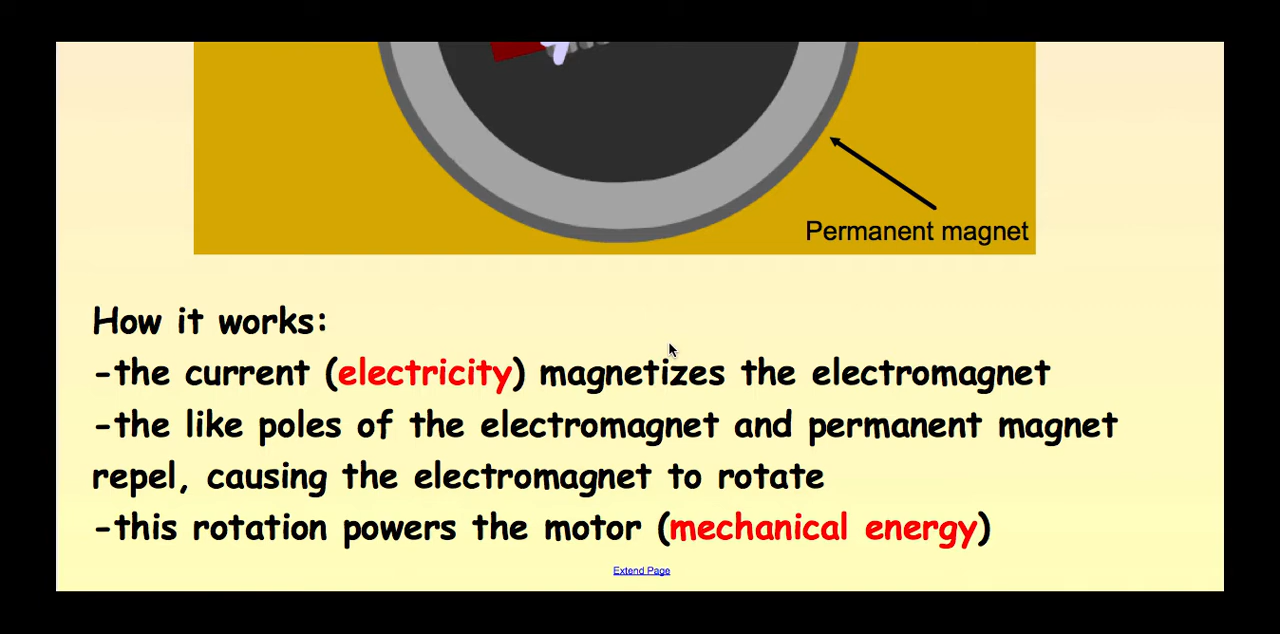 Permanent magnet
How it works:
-the current (electricity) magnetizes the electromagnet
-the like poles of the electromagnet and permanent magnet
repel, causing the electromagnet to rotate
-this rotation powers the motor (mechanical energy)
Extend Page